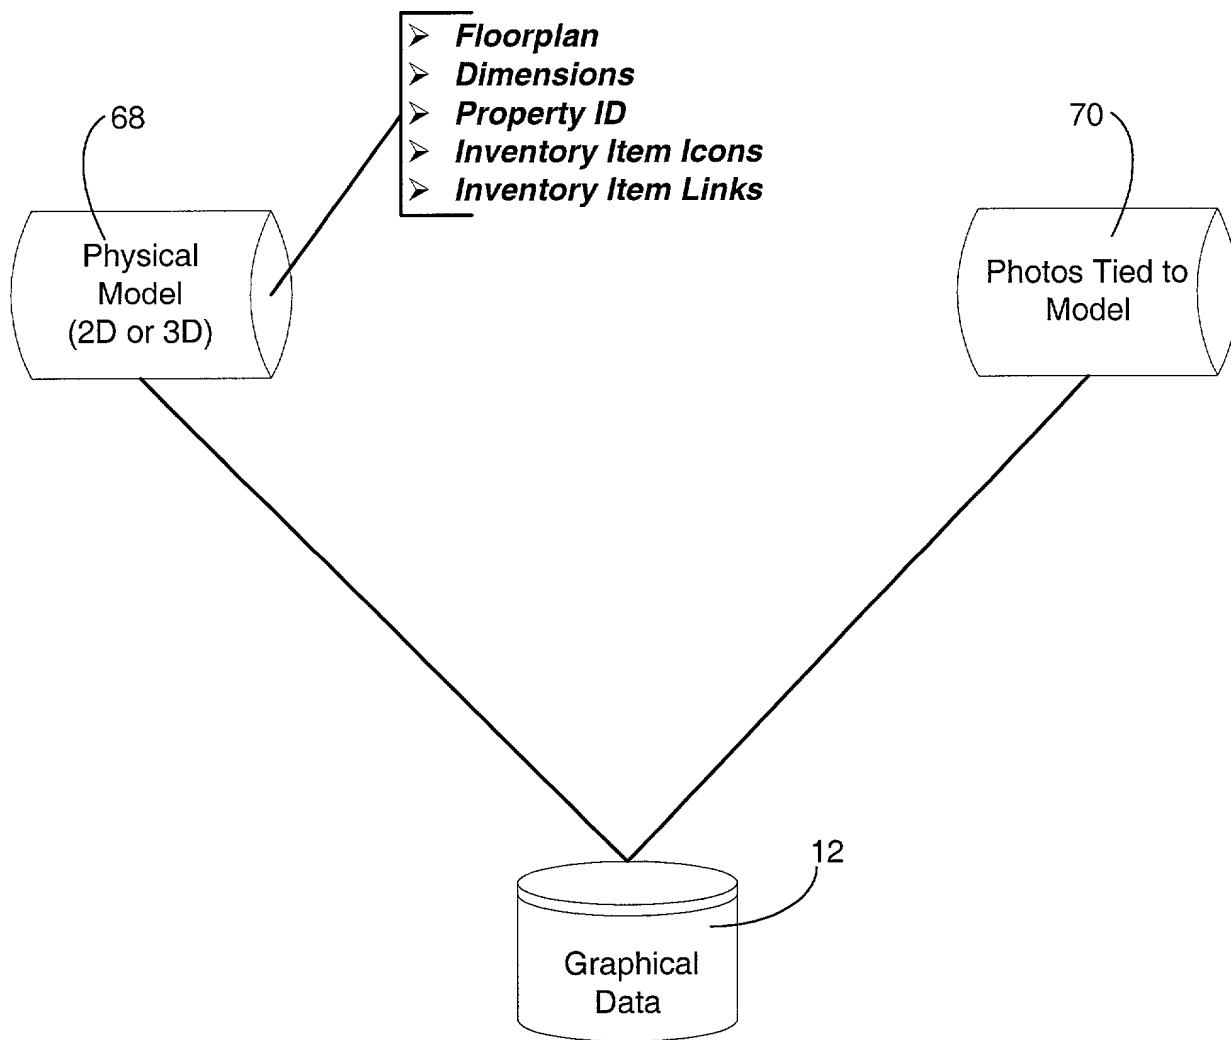 Floorplan
Dimensions
Property ID
Inventory Item Icons
Inventory Item Links
68
70
Physical
Model
(2D or 3D)
Photos Tied to
Model
12
Graphical
Data